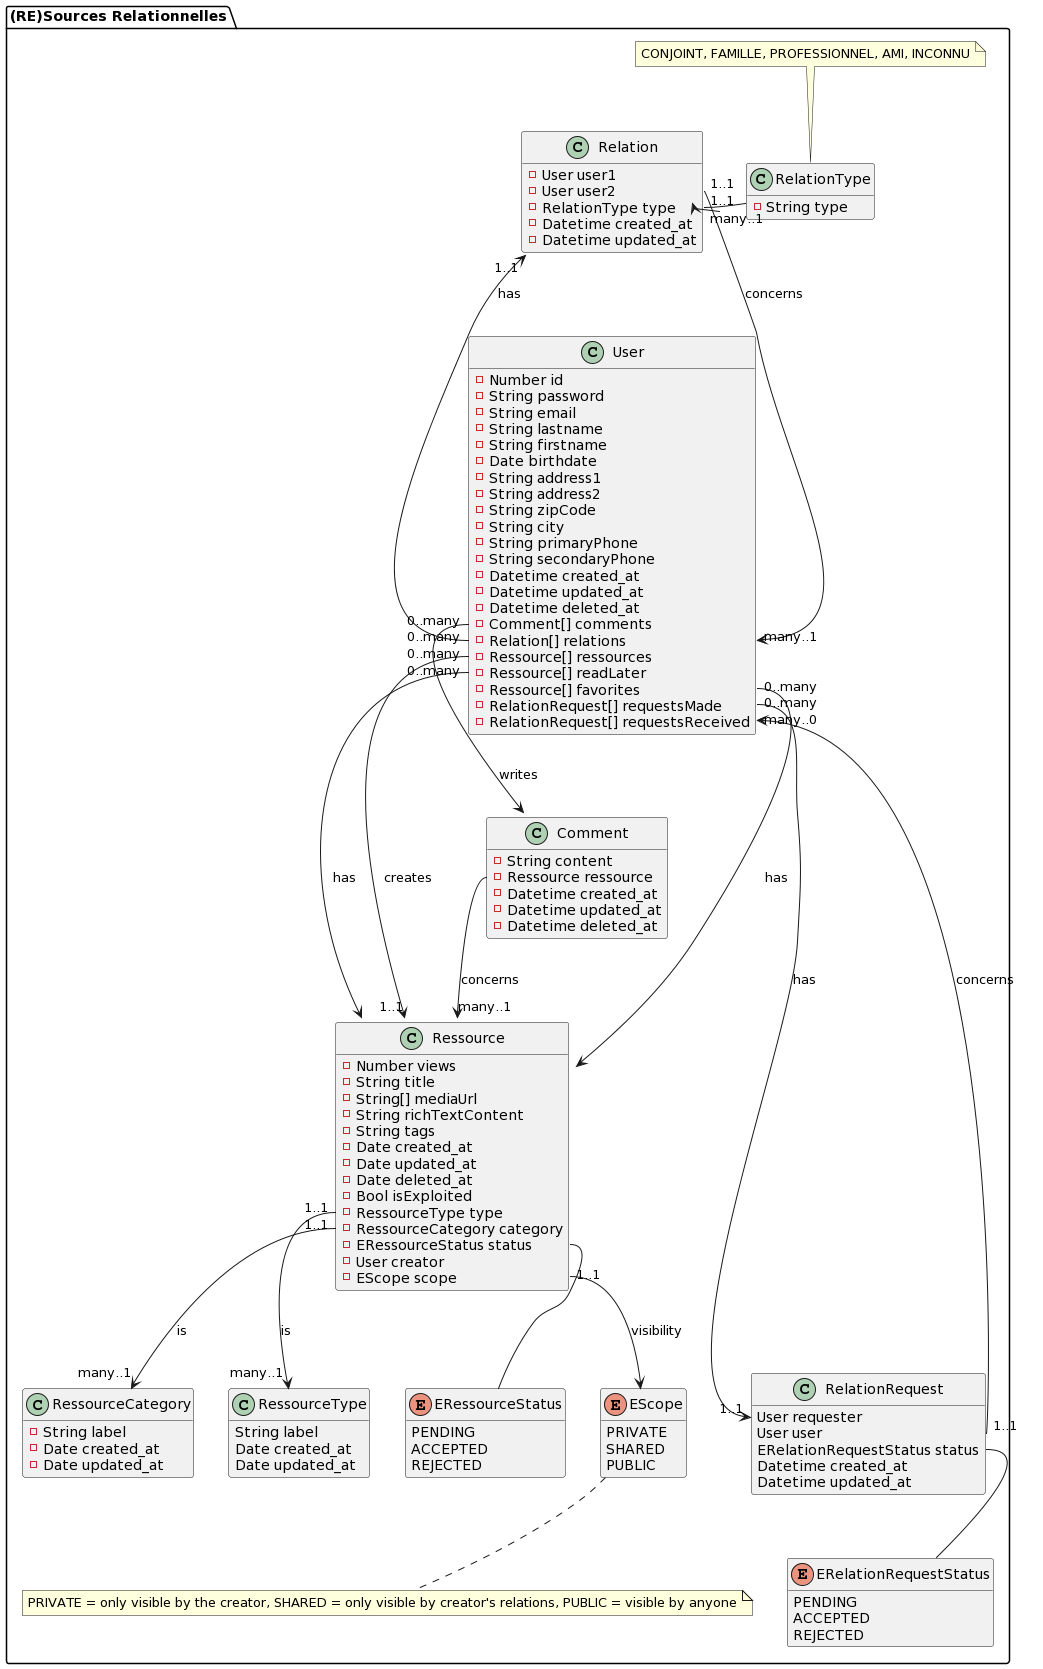 (RE)Sources Relationnelles
CONJOINT, FAMILLE, PROFESSIONNEL, AMI, INCONNU
C Relation
User user1
User user2
RelationType type
Datetime created_at
Datetime updated_at
C RelationType
String type
1..1
1..1
many..1
1..1
has
concerns
C User
Number id
String password
String email
String lastname
String firstname
Date birthdate
String address1
String address2
String zipCode
String city
String primaryPhone
String secondaryPhone
Datetime created_at
Datetime updated_at
Datetime deleted_at
Comment[] comments
Relation[] relations
Ressource[] ressources
Ressource[] readLater
Ressource[] favorites
RelationRequest[] requestsMade
RelationRequest[] requestsReceived
0..many
0..many
0..many
0..many
many..1
0..many
0..many
many..0
writes
C Comment
String content
Ressource ressource
Datetime created_at
Datetime updated_at
Datetime deleted_at
has
creates
has
concerns
has
concerns
1..1
many..1
C Ressource
Number views
String title
String[] mediaUrl
String richTextContent
String tags
Date created_at
Date updated_at
Date deleted_at
Bool isExploited
RessourceType type
RessourceCategory category
ERessourceStatus status
User creator
EScope scope
1..1
1..1
1..1
is
is
visibility
many..1
many..1
1..1
1..1
C RessourceCategory
String label
Date created_at
Date updated_at
C RessourceType
String label
Date created_at
Date updated_at
E ERessourceStatus
PENDING
ACCEPTED
REJECTED
E EScope
PRIVATE
SHARED
PUBLIC
C RelationRequest
User requester
User user
ERelationRequestStatus status
Datetime created_at
Datetime updated_at
PRIVATE = only visible by the creator, SHARED = only visible by creator's relations, PUBLIC = visible by anyone
E ERelationRequestStatus
PENDING
ACCEPTED
REJECTED